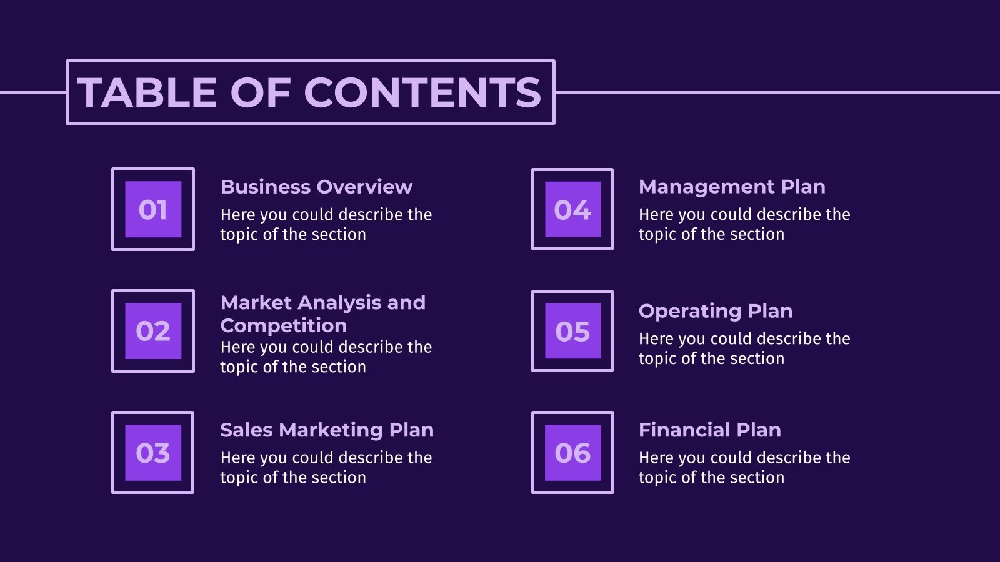 TABLE OF CONTENTS
01
Business Overview
Here you could describe the
topic of the section
02
Market Analysis and
Competition
Here you could describe the
topic of the section
03
Sales Marketing Plan
Here you could describe the
topic of the section
04
Management Plan
Here you could describe the
topic of the section
05
Operating Plan
Here you could describe the
topic of the section
06
Financial Plan
Here you could describe the
topic of the section